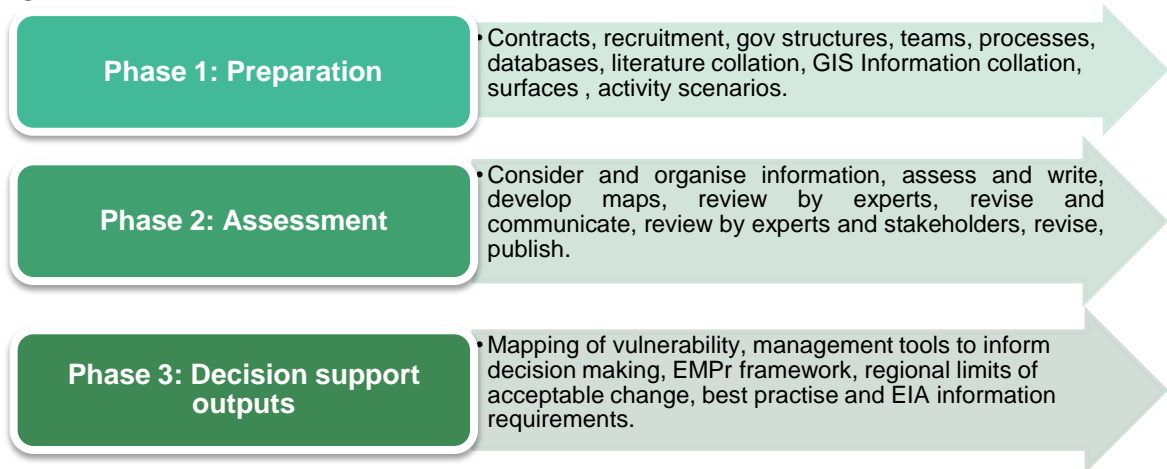 Phase 1: Preparation
• Contracts, recruitment, gov structures, teams, processes,
databases, literature collation, GIS Information collation,
surfaces , activity scenarios.
Phase 2: Assessment
• Consider and organise information, assess and write,
develop maps, review by experts, revise and
communicate, review by experts and stakeholders, revise,
publish.
Phase 3: Decision support
outputs
• Mapping of vulnerability, management tools to inform
decision making, EMPr framework, regional limits of
acceptable change, best practise and EIA information
requirements.